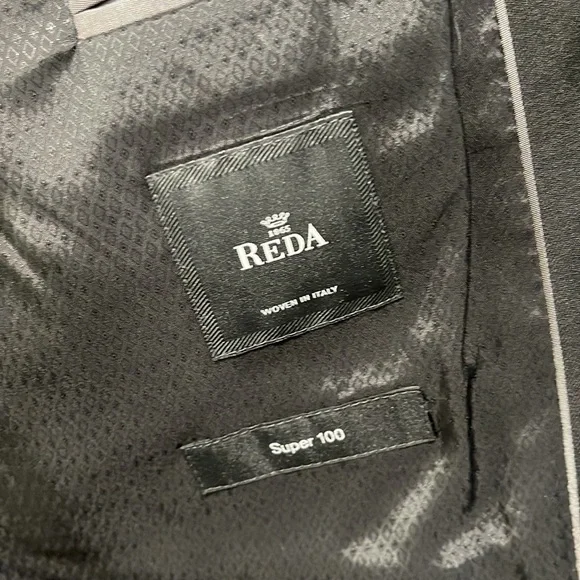 1865
REDA
WOVEN IN ITALY
Super 100